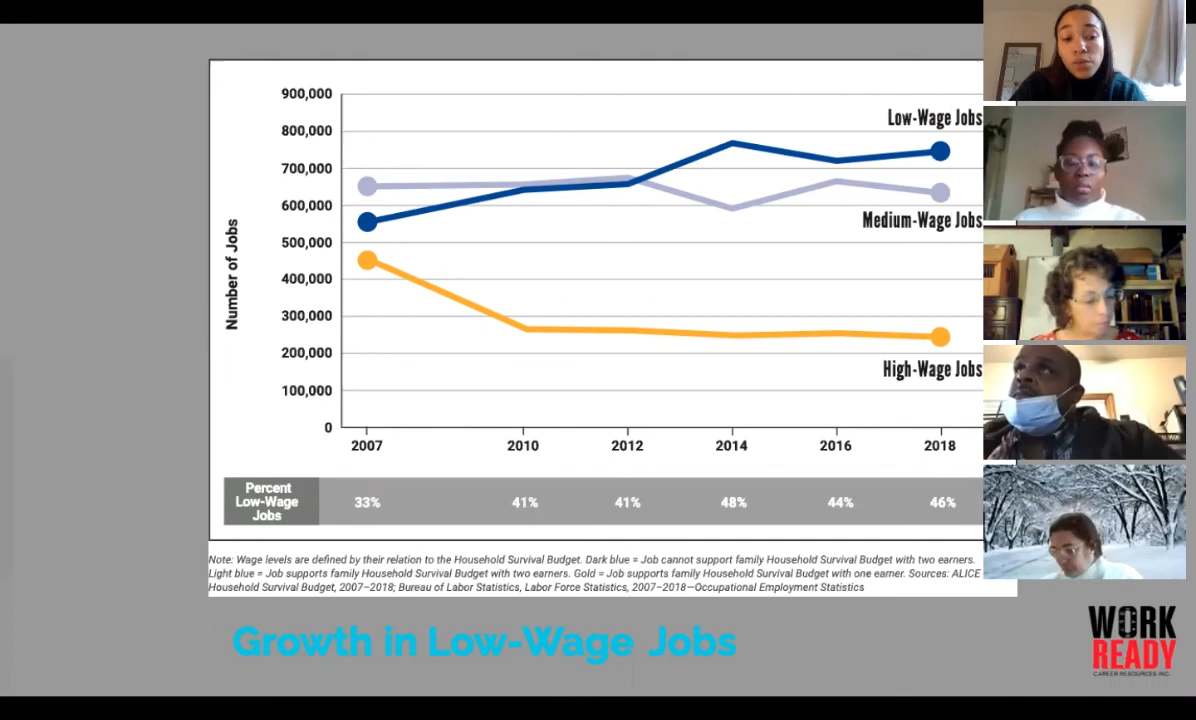 900,000
800,000
700,000
600,000
500,000
400,000
300,000
200,000
100,000
0
Number of Jobs
Low-Wage Jobs
Medium-Wage Jobs
High-Wage Jobs
2007 2010 2012 2014 2016 2018
Percent
Low-Wage
Jobs
33% 41% 41% 48% 44% 46%
Note: Wage levels are defined by their relation to the Household Survival Budget. Dark blue = Job cannot support family Household Survival Budget with two earners.
Light blue = Job supports family Household Survival Budget with two earners. Gold = Job supports family Household Survival Budget with one earner. Sources: ALICE
Household Survival Budget, 2007–2018; Bureau of Labor Statistics, Labor Force Statistics, 2007–2018—Occupational Employment Statistics
Growth in Low-Wage Jobs
WORK
READY
CAREER RESOURCES INC.